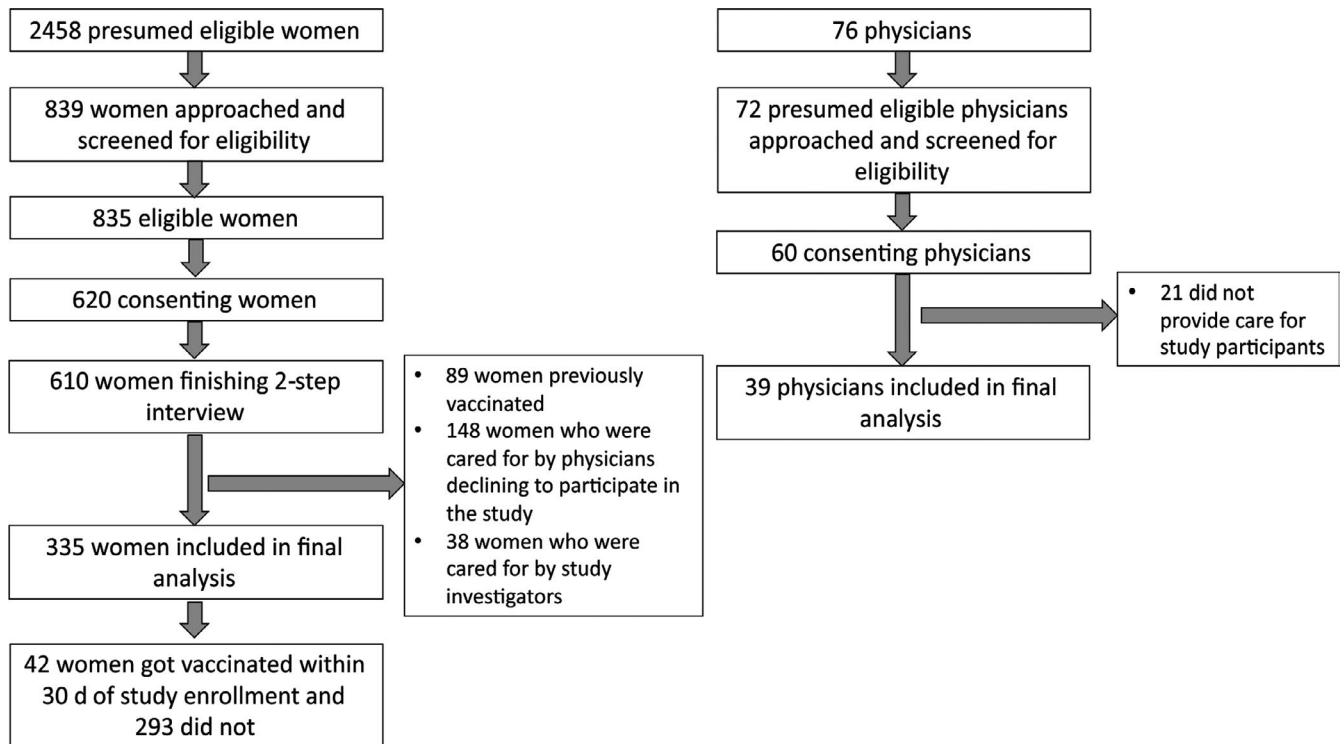 2458 presumed eligible women
839 women approached and
screened for eligibility
835 eligible women
620 consenting women
610 women finishing 2-step
interview
• 89 women previously
vaccinated
• 148 women who were
cared for by physicians
declining to participate in
the study
• 38 women who were
cared for by study
investigators
335 women included in final
analysis
42 women got vaccinated within
30 d of study enrollment and
293 did not
76 physicians
72 presumed eligible physicians
approached and screened for
eligibility
60 consenting physicians
• 21 did not
provide care for
study participants
39 physicians included in final
analysis